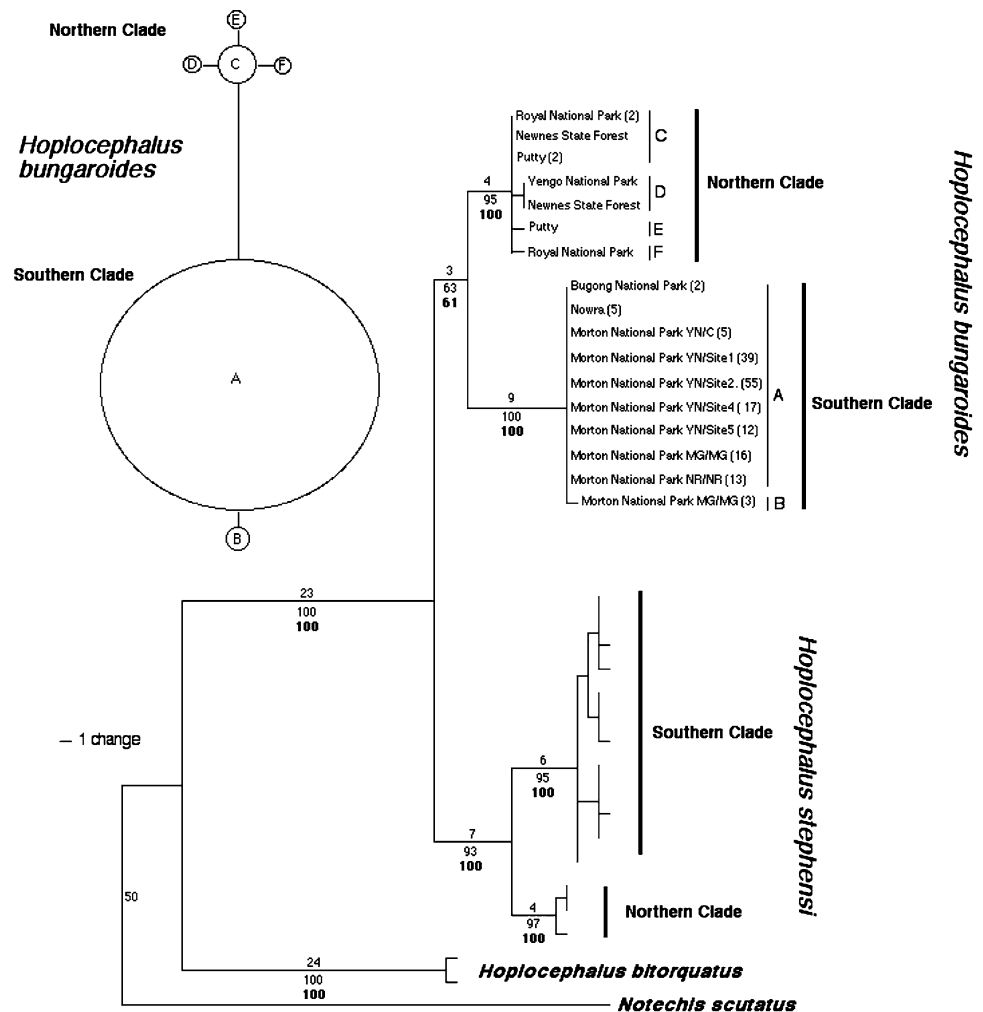 Northern Clade
E
D
C
F
Hoplocephalus
bungaroides
Southern Clade
A
B
Royal National Park (2)
Newnes State Forest
Putty (2)
C
Yengo National Park
Newnes State Forest
D
Putty
E
Royal National Park
F
Northern Clade
4
95
100
3
63
61
Bugong National Park (2)
Nowra (5)
Morton National Park YN/C (5)
Morton National Park YN/Site1 (39)
Morton National Park YN/Site2. (55)
Morton National Park YN/Site4 ( 17)
Morton National Park YN/Site5 (12)
Morton National Park MG/MG (16)
Morton National Park NR/NR (13)
A
Morton National Park MG/MG (3)
B
Southern Clade
9
100
100
Hoplocephalus bungaroides
23
100
100
1 change
Southern Clade
6
95
100
7
93
100
Northern Clade
4
97
100
Hoplocephalus stephensi
50
24
100
100
Hoplocephalus bitorquatus
Notechis scutatus